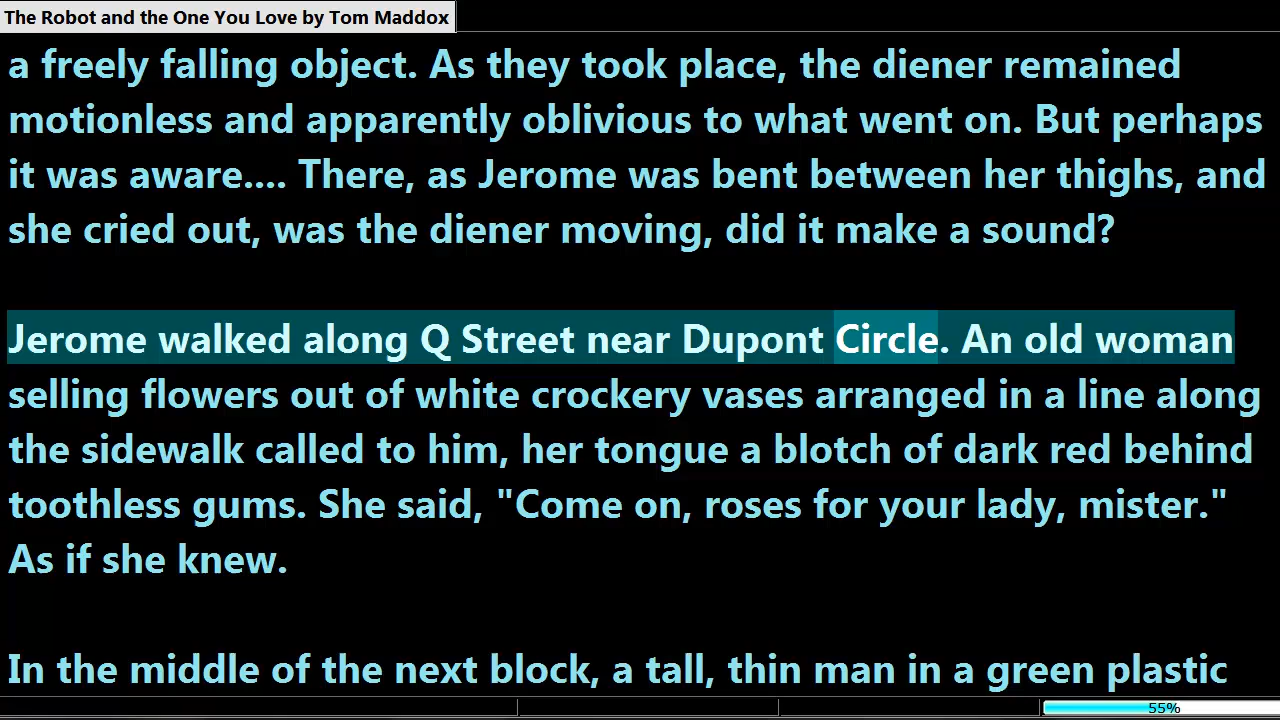 The Robot and the One You Love by Tom Maddox
a freely falling object. As they took place, the diener remained
motionless and apparently oblivious to what went on. But perhaps
it was aware.... There, as Jerome was bent between her thighs, and
she cried out, was the diener moving, did it make a sound?
Jerome walked along Q Street near Dupont Circle. An old woman
selling flowers out of white crockery vases arranged in a line along
the sidewalk called to him, her tongue a blotch of dark red behind
toothless gums. She said, "Come on, roses for your lady, mister."
As if she knew.
In the middle of the next block, a tall, thin man in a green plastic
55%